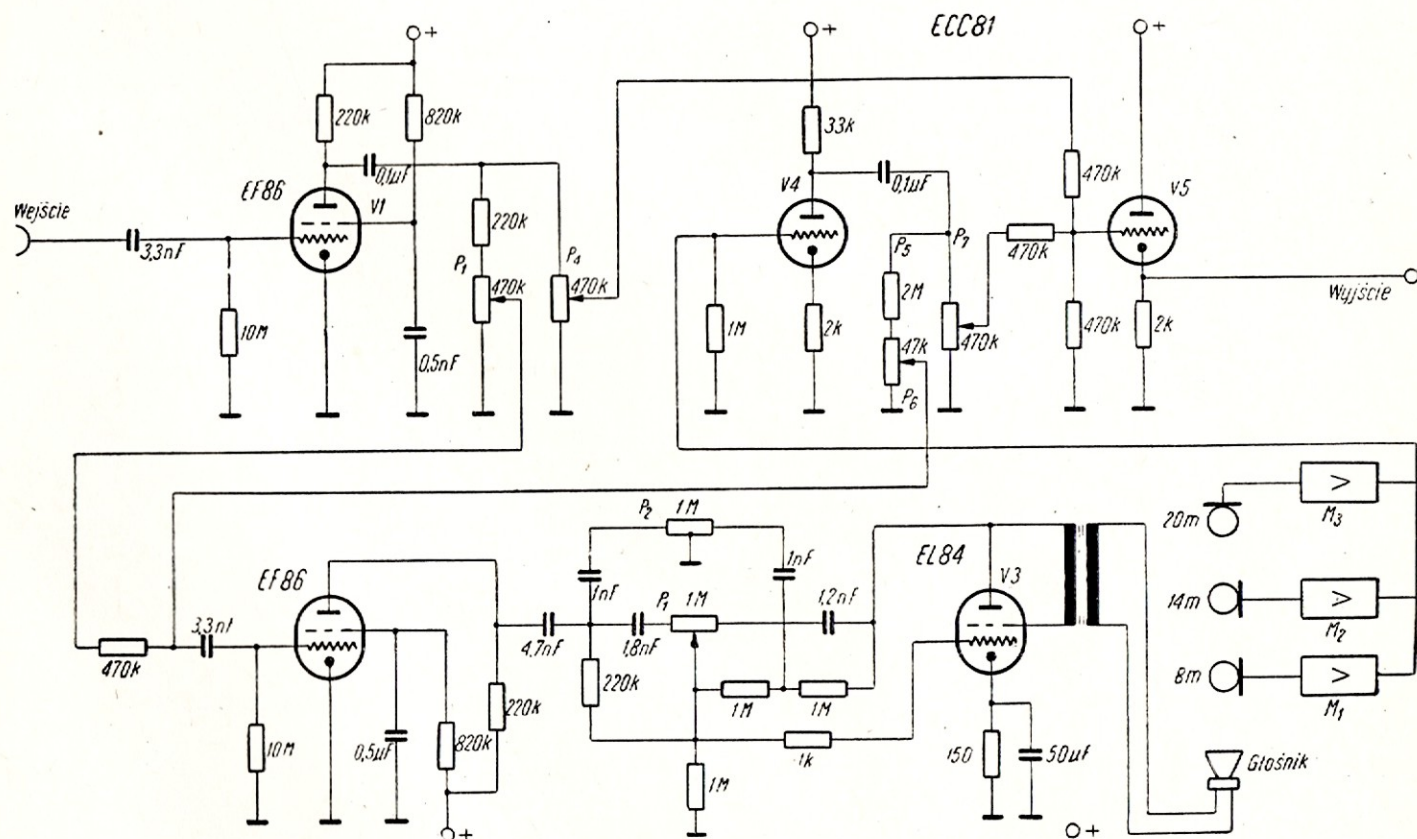 ECC81
+
+
+
220k
820k
33k
470k
EF86
V1
0,1µF
V4
0,1µF
V5
Wejście
3,3nF
220k
P1
470k
P4
470k
P5
P7
470k
10M
0,5nF
1M
2k
2M
47k
P6
470k
470k
2k
Wyjście
P2
1M
1nF
1nF
EL84
V3
20m
M3
EF86
3,3nf
470k
4,7nF
1,8nF
P1
1M
1,2nF
14m
M2
220k
1M
1M
8m
M1
10M
0,5µF
820k
220k
1k
1M
150
50µF
Głośnik
+
+